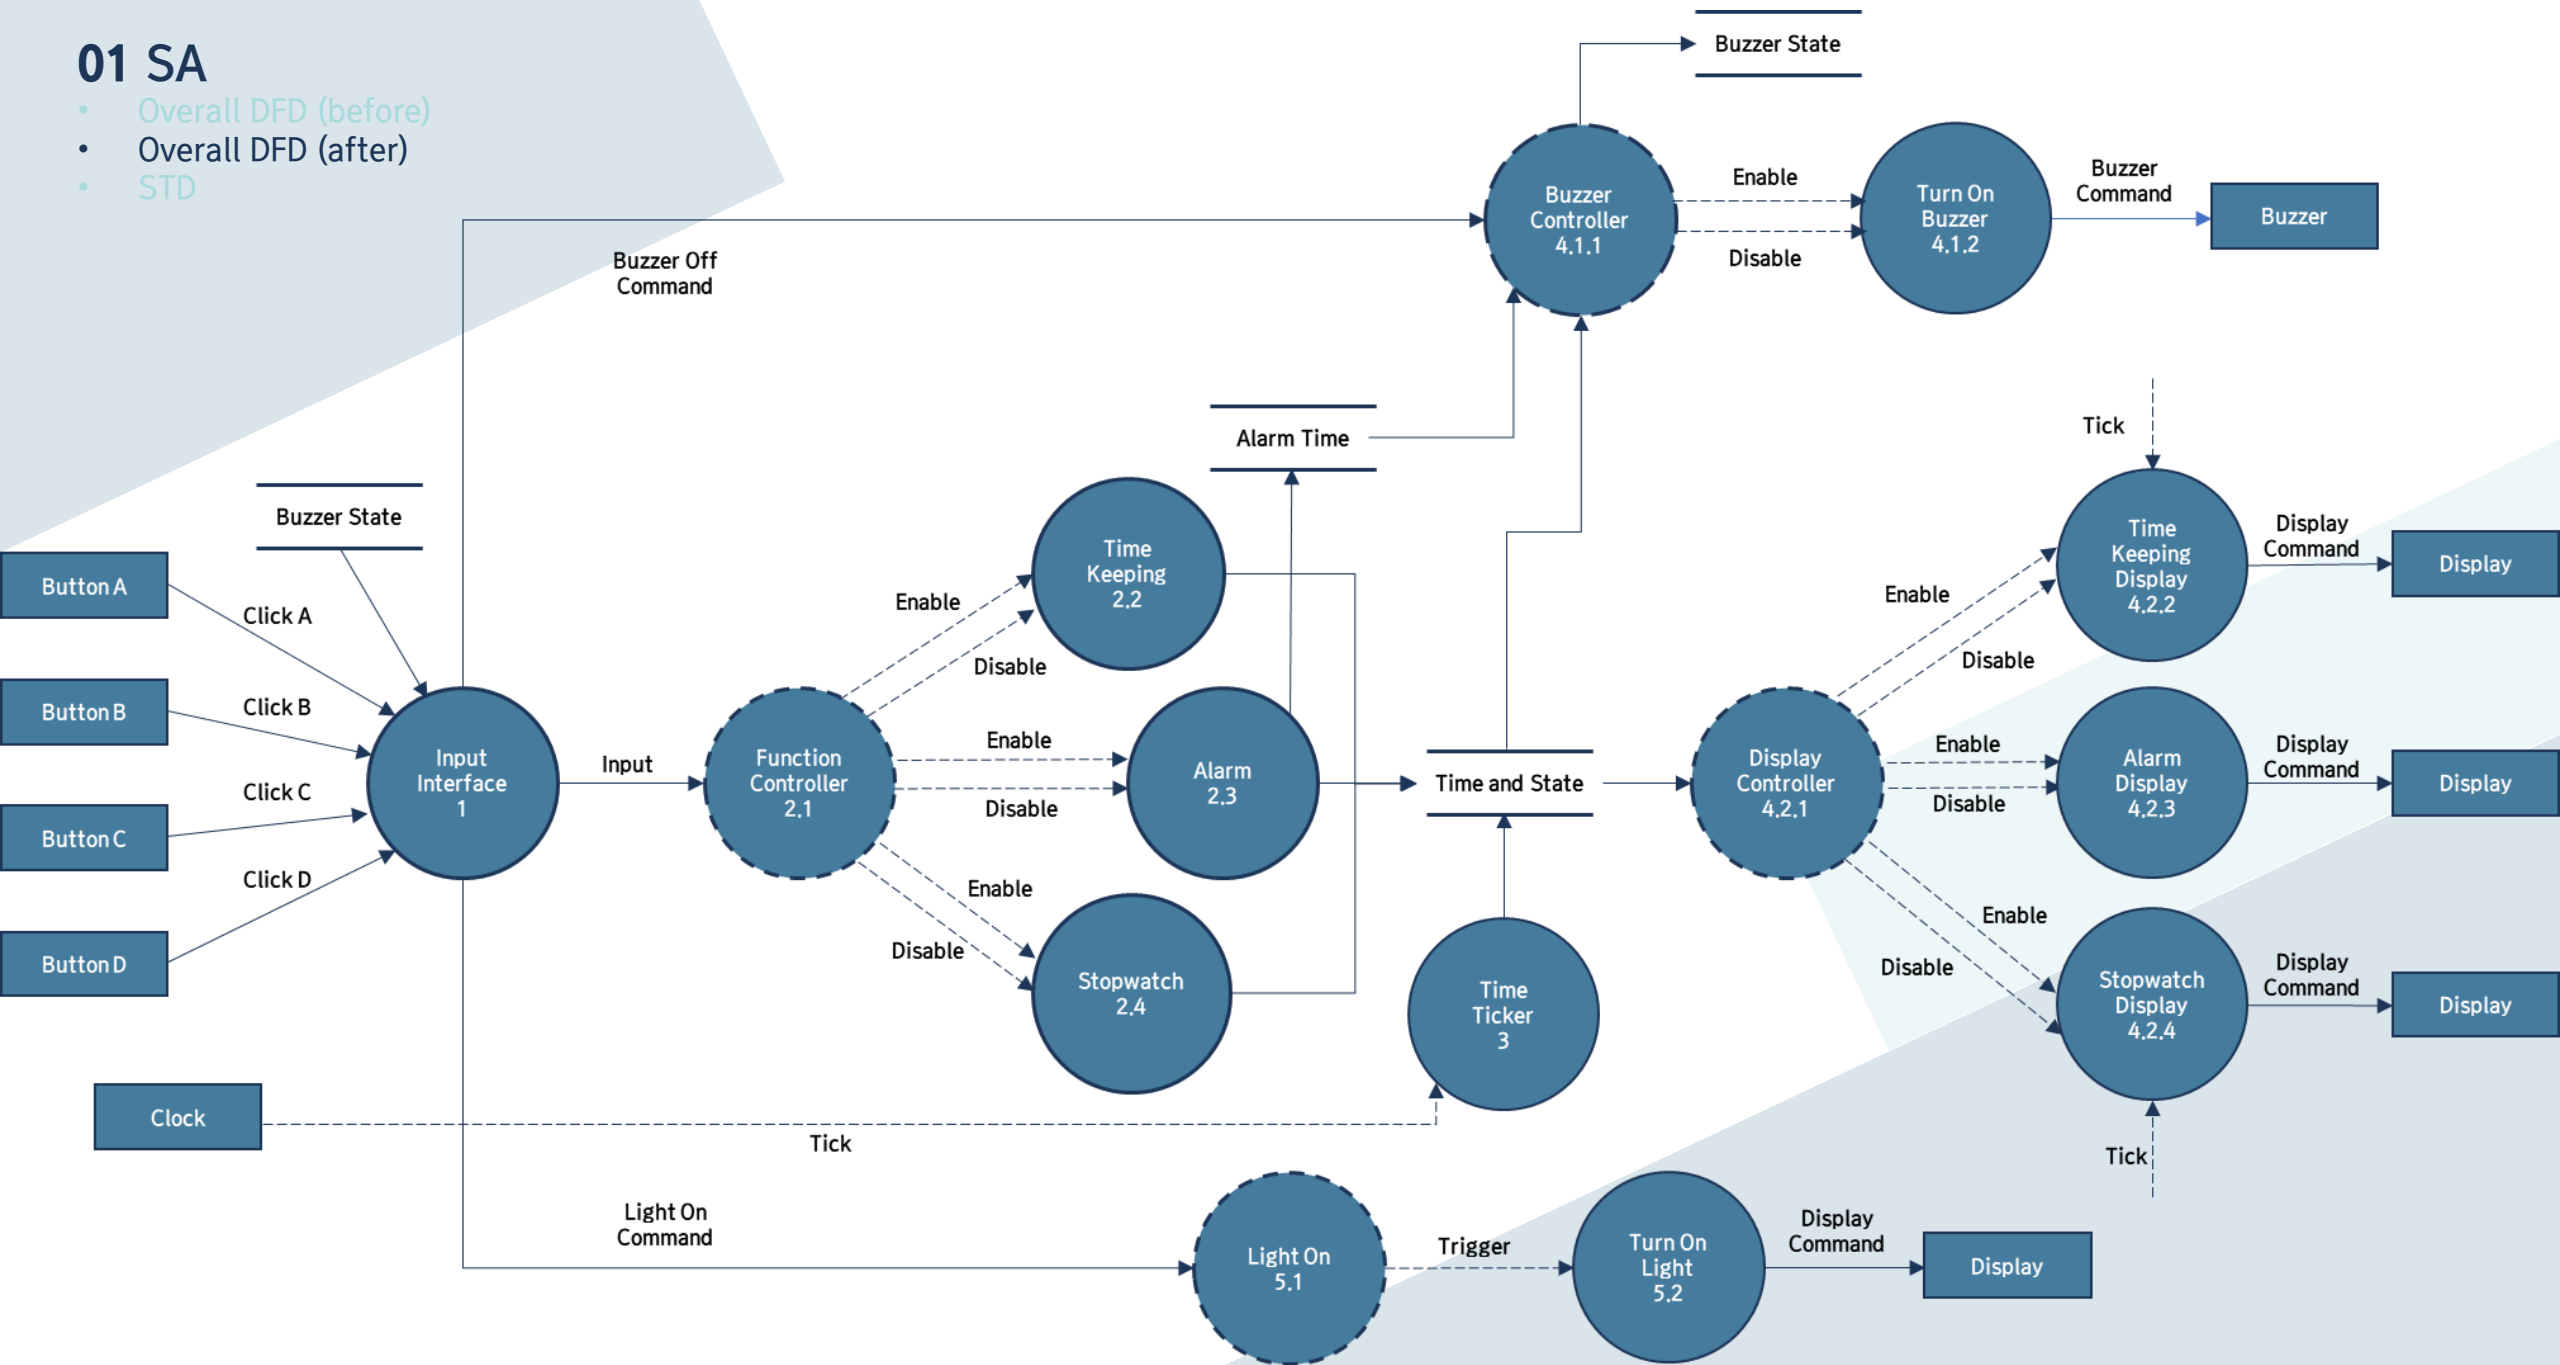 01 SA
• Overall DFD (before)
• Overall DFD (after)
• STD
Buzzer State
Buzzer
Controller
4.1.1
Enable
Disable
Turn On
Buzzer
4.1.2
Buzzer
Command
Buzzer
Buzzer Off
Command
Alarm Time
Tick
Buzzer State
Button A
Click A
Button B
Click B
Button C
Click C
Button D
Click D
Input
Interface
1
Input
Function
Controller
2.1
Enable
Disable
Time
Keeping
2.2
Enable
Disable
Alarm
2.3
Enable
Disable
Stopwatch
2.4
Time and State
Time
Ticker
3
Display
Controller
4.2.1
Enable
Disable
Time
Keeping
Display
4.2.2
Display
Command
Display
Enable
Disable
Alarm
Display
4.2.3
Display
Command
Display
Enable
Disable
Stopwatch
Display
4.2.4
Display
Command
Display
Tick
Clock
Tick
Light On
Command
Light On
5.1
Trigger
Turn On
Light
5.2
Display
Command
Display